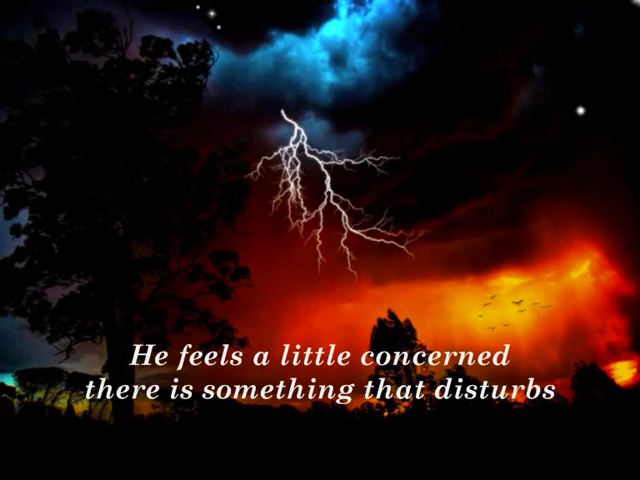 He feels a little concerned
there is something that disturbs